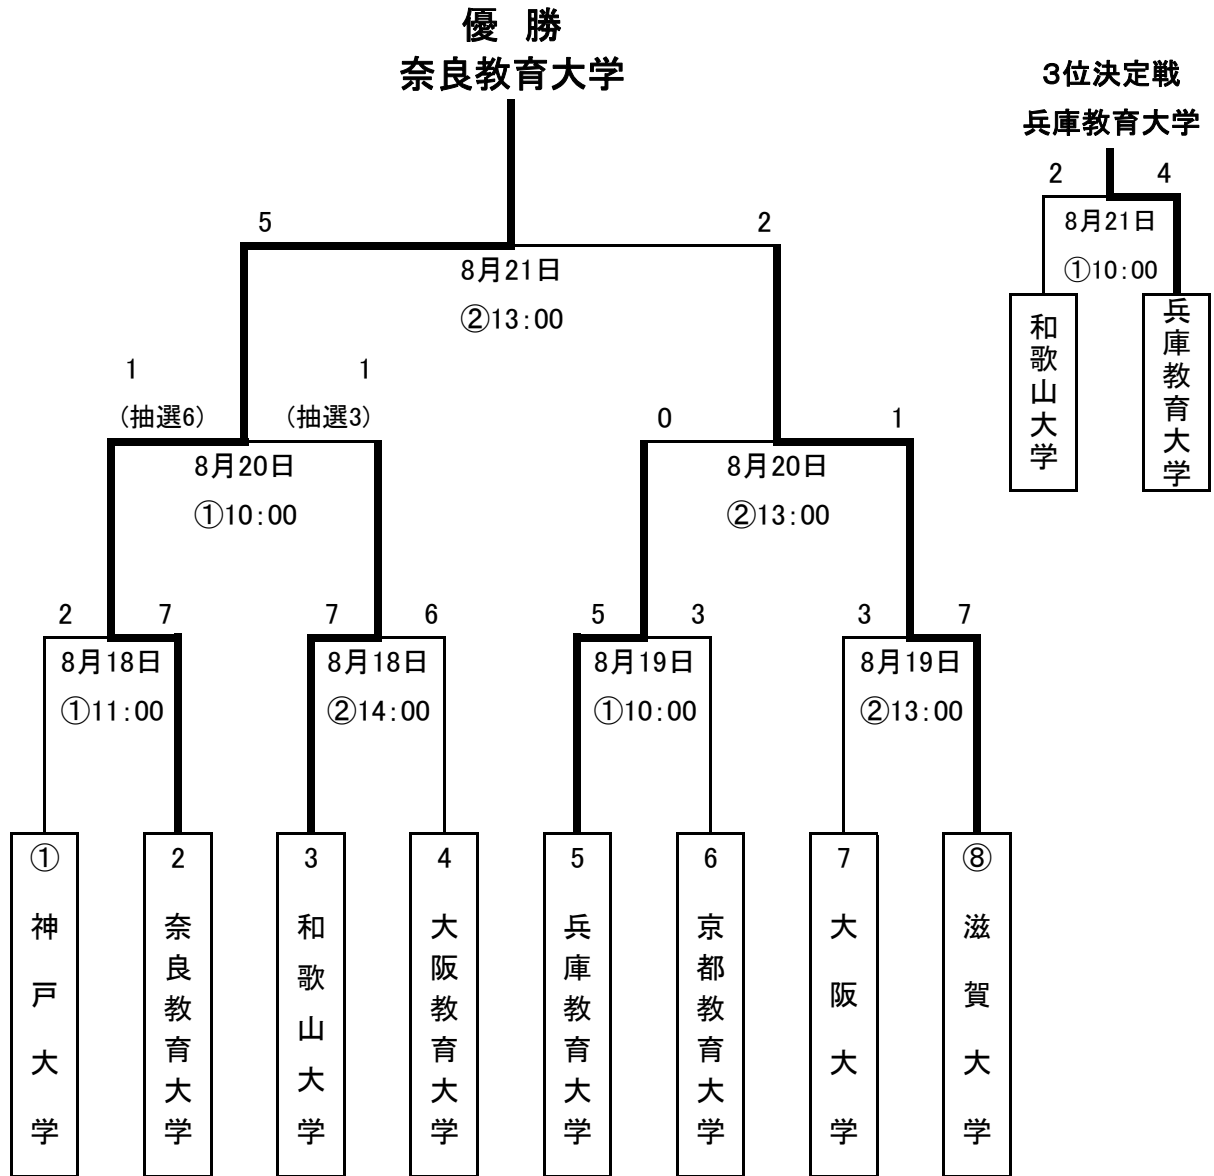 優　勝
奈良教育大学
3位決定戦
兵庫教育大学
2 4
8月21日
①10:00
和歌山大学
兵庫教育大学
5 2
8月21日
②13:00
1 1
(抽選6) (抽選3)
8月20日
①10:00
0 1
8月20日
②13:00
2 7
8月18日
①11:00
7 6
8月18日
②14:00
5 3
8月19日
①10:00
3 7
8月19日
②13:00
① 神戸大学
2 奈良教育大学
3 和歌山大学
4 大阪教育大学
5 兵庫教育大学
6 京都教育大学
7 大阪大学
⑧ 滋賀大学